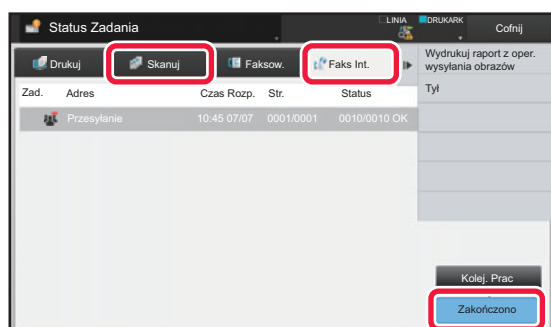 Status Zadania
LINIA
DRUKARK
Cofnij
Drukuj
Skanuj
Faksow.
Faks Int.
Wydrukuj raport z oper.
wysyłania obrazów
Zad. Adres Czas Rozp. Str. Status
Tył
Przesyłanie 10:45 07/07 0001/0001 0010/0010 OK
Kolej. Prac
Zakończono